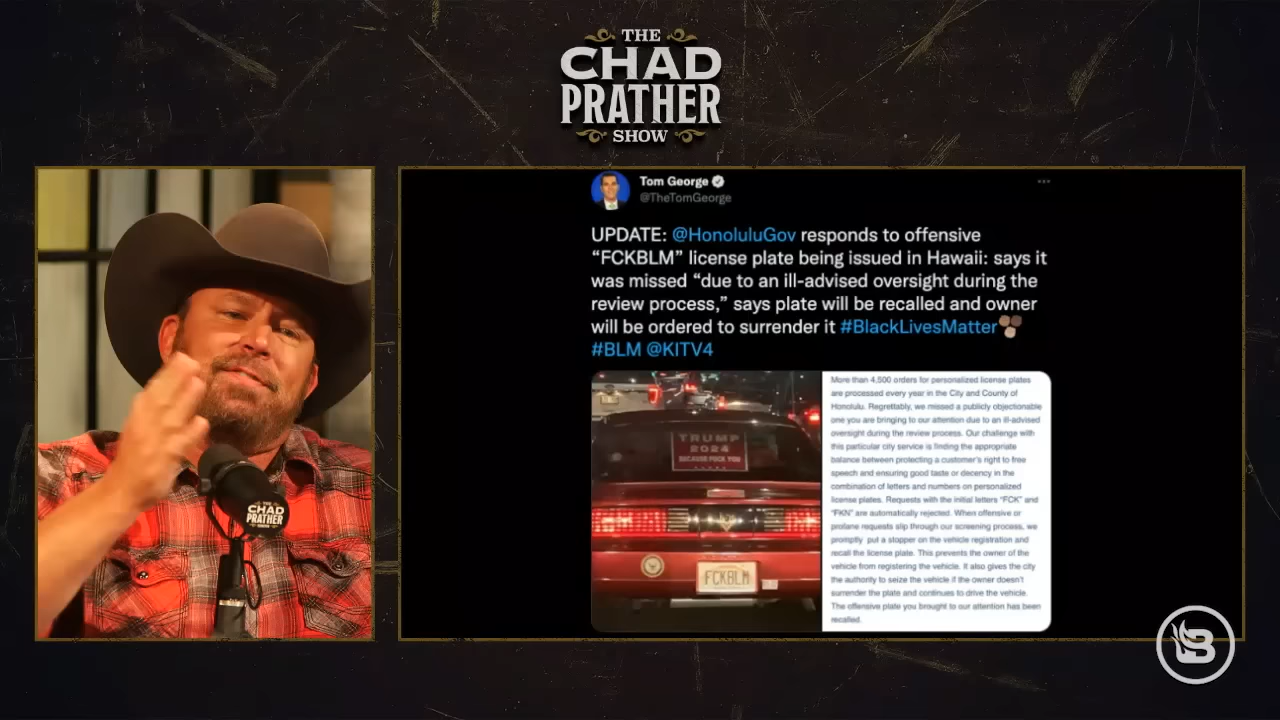 THE
CHAD
PRATHER
SHOW
CHAD
PRATHER
Tom George
@TheTomGeorge
UPDATE: @HonoluluGov responds to offensive
“FCKBLM” license plate being issued in Hawaii: says it
was missed “due to an ill-advised oversight during the
review process,” says plate will be recalled and owner
will be ordered to surrender it #BlackLivesMatter
#BLM @KITV4
TRUMP
2024
BECAUSE FUCK YOU
FCKBLM
More than 4,500 orders for personalized license plates
are processed every year in the City and County of
Honolulu. Regrettably, we missed a publicly objectionable
one you are bringing to our attention due to an ill-advised
oversight during the review process. Our challenge with
this particular city service is finding the appropriate
balance between protecting a customer's right to free
speech and ensuring good taste or decency in the
combination of letters and numbers on personalized
license plates. Requests with the initial letters "FCK" and
"FKN" are automatically rejected. When offensive or
profane requests slip through our screening process, we
promptly put a stopper on the vehicle registration and
recall the license plate. This prevents the owner of the
vehicle from registering the vehicle. It also gives the city
the authority to seize the vehicle if the owner doesn't
surrender the plate and continues to drive the vehicle.
The offensive plate you brought to our attention has been
recalled.
B